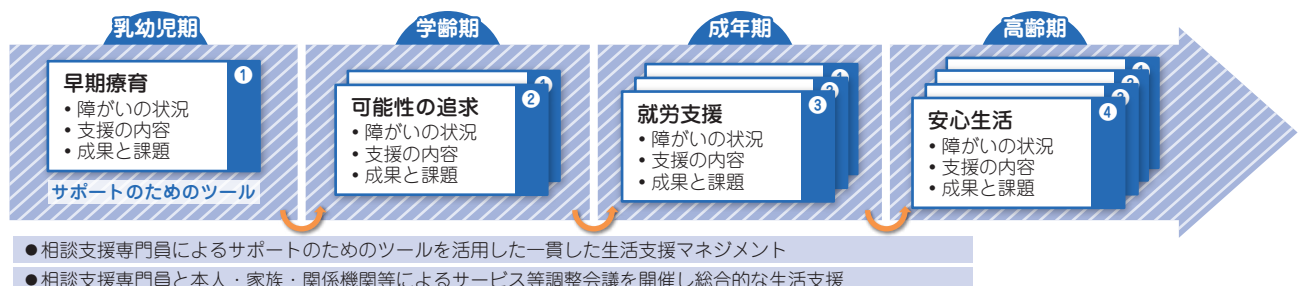 乳幼児期
学齢期
成年期
高齢期
早期療育
・障がいの状況
・支援の内容
・成果と課題
1
サポートのためのツール
可能性の追求
・障がいの状況
・支援の内容
・成果と課題
2
1
就労支援
・障がいの状況
・支援の内容
・成果と課題
3
2
1
安心生活
・障がいの状況
・支援の内容
・成果と課題
4
3
2
1
●相談支援専門員によるサポートのためのツールを活用した一貫した生活支援マネジメント
●相談支援専門員と本人・家族・関係機関等によるサービス等調整会議を開催し総合的な生活支援